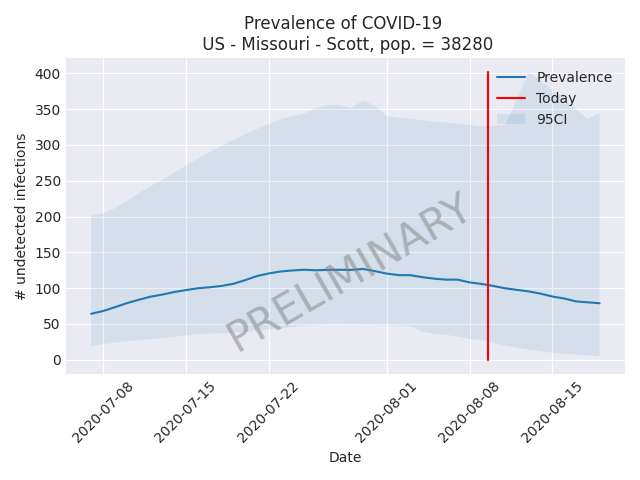 Prevalence of COVID-19
US - Missouri - Scott, pop. = 38280
400
350
300
250
200
150
100
50
0
# undetected infections
Prevalence
Today
95CI
PRELIMINARY
2020-07-08
2020-07-15
2020-07-22
2020-08-01
2020-08-08
2020-08-15
Date